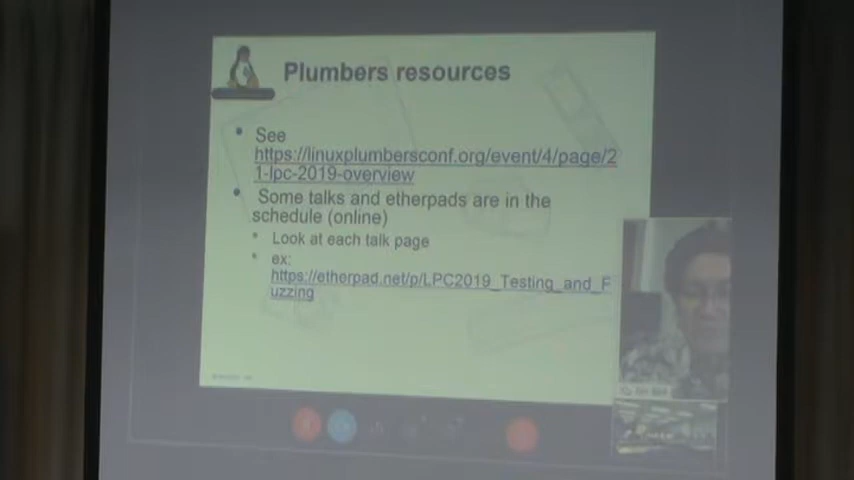 Plumbers resources
See
https://linuxplumbersconf.org/event/4/page/2
1-lpc-2019-overview
Some talks and etherpads are in the
schedule (online)
Look at each talk page
ex:
https://etherpad.net/p/LPC2019_Testing_and_F
uzzing